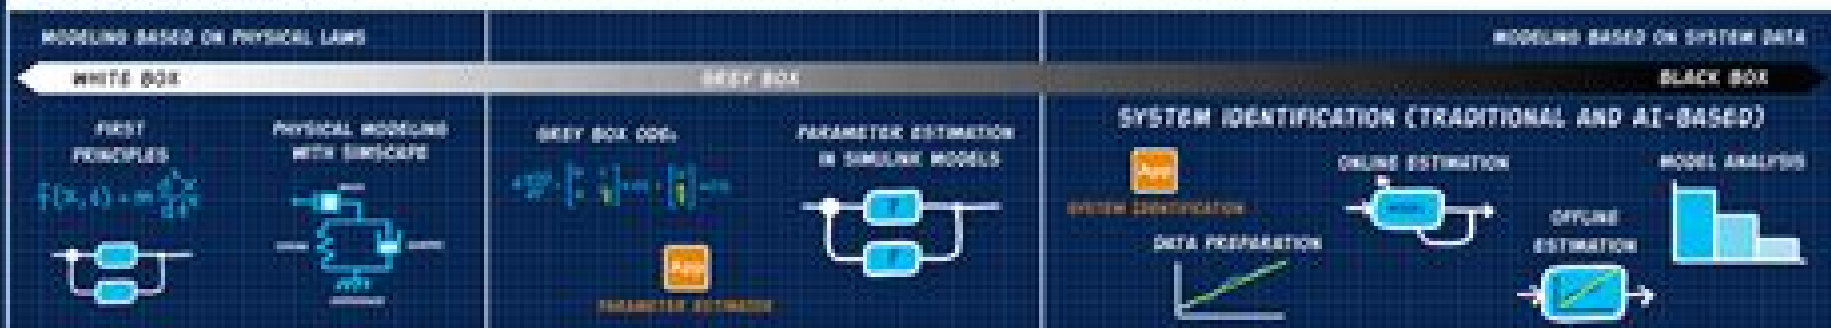 MODELING BASED ON PHYSICAL LAWS
MODELING BASED ON SYSTEM DATA
WHITE BOX
GREY BOX
BLACK BOX
FIRST
PRINCIPLES
PHYSICAL MODELING
WITH SIMSCAPE
GREY BOX ODEs
PARAMETER ESTIMATION
IN SIMULINK MODELS
App
PARAMETER ESTIMATOR
SYSTEM IDENTIFICATION (TRADITIONAL AND AI-BASED)
App
SYSTEM IDENTIFICATION
DATA PREPARATION
ONLINE ESTIMATION
OFFLINE
ESTIMATION
MODEL ANALYSIS